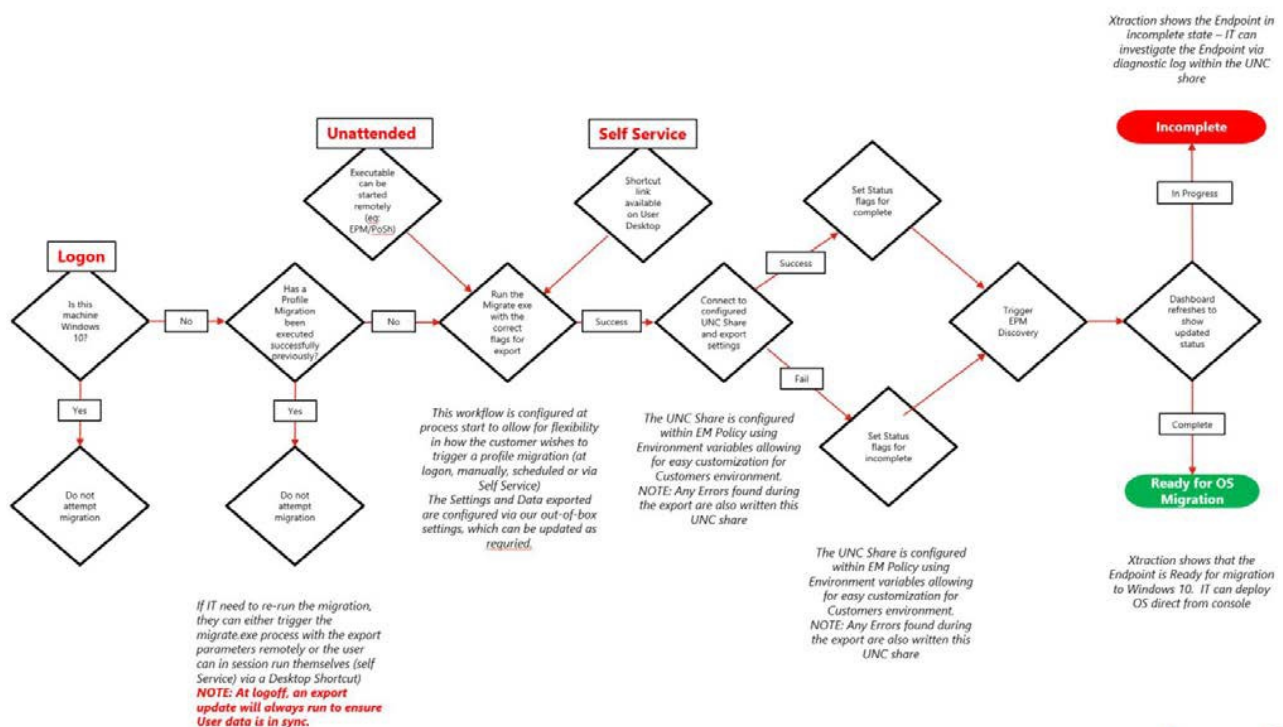 Xtraction shows the Endpoint in
incomplete state – IT can
investigate the Endpoint via
diagnostic log within the UNC
share
Incomplete
In Progress
Unattended
Executable
can be
started
remotely
(eg:
EPM/PoSh)
Self Service
Shortcut
link
available
on User
Desktop
Set Status
flags for
complete
Logon
Is this
machine
Windows
10?
No
Has a
Profile
Migration
been
executed
successfully
previously?
No
Run the
Migrate exe
with the
correct
flags for
export
Success
Connect to
configured
UNC Share
and export
settings
Success
Fail
Trigger
EPM
Discovery
Dashboard
refreshes to
show
updated
status
Yes
Yes
Do not
attempt
migration
Do not
attempt
migration
This workflow is configured at
process start to allow for flexibility
in how the customer wishes to
trigger a profile migration (at
logon, manually, scheduled or via
Self Service)
The Settings and Data exported
are configured via our out-of-box
settings, which can be updated as
requried.
The UNC Share is configured
within EM Policy using
Environment variables allowing
for easy customization for
Customers environment.
NOTE: Any Errors found during
the export are also written this
UNC share
Set Status
flags for
incomplete
Complete
Ready for OS
Migration
If IT need to re-run the migration,
they can either trigger the
migrate.exe process with the export
parameters remotely or the user
can in session run themselves (self
Service) via a Desktop Shortcut)
NOTE: At logoff, an export
update will always run to ensure
User data is in sync.
The UNC Share is configured
within EM Policy using
Environment variables allowing
for easy customization for
Customers environment.
NOTE: Any Errors found during
the export are also written this
UNC share
Xtraction shows that the
Endpoint is Ready for migration
to Windows 10.  IT can deploy
OS direct from console